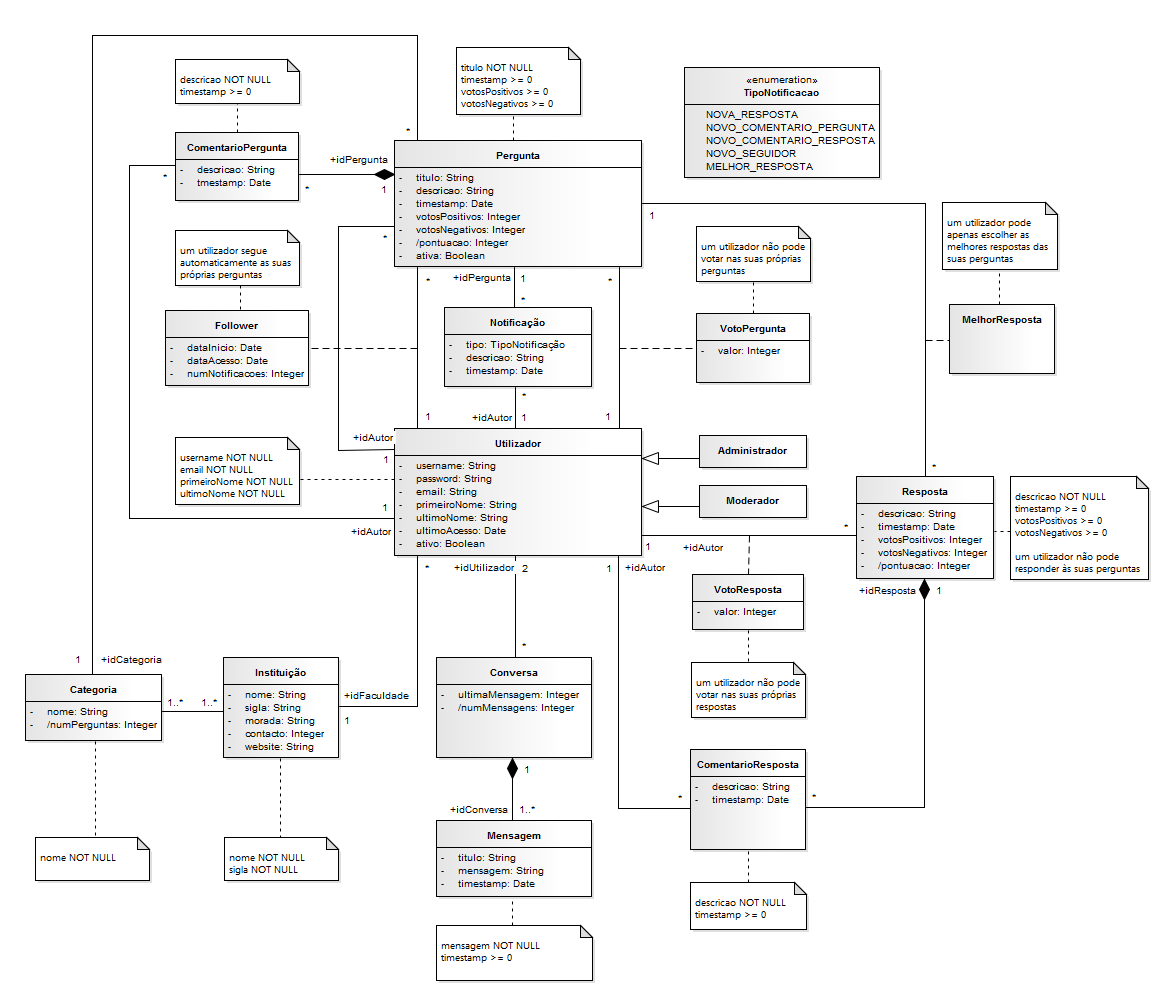 descricao NOT NULL
timestamp >= 0
titulo NOT NULL
timestamp >= 0
votosPositivos >= 0
votosNegativos >= 0
«enumeration»
TipoNotificacao
NOVA_RESPOSTA
NOVO_COMENTARIO_PERGUNTA
NOVO_COMENTARIO_RESPOSTA
NOVO_SEGUIDOR
MELHOR_RESPOSTA
ComentarioPergunta
- descricao: String
- tmestamp: Date
*
*
+idPergunta
1
*
Pergunta
- titulo: String
- descricao: String
- timestamp: Date
- votosPositivos: Integer
- votosNegativos: Integer
- /pontuacao: Integer
- ativa: Boolean
*
1
um utilizador pode
apenas escolher as
melhores respostas das
suas perguntas
um utilizador segue
automaticamente as suas
próprias perguntas
um utilizador não pode
votar nas suas próprias
perguntas
*
+idPergunta
1
*
*
Follower
- dataInicio: Date
- dataAcesso: Date
- numNotificacoes: Integer
Notificação
- tipo: TipoNotificação
- descricao: String
- timestamp: Date
VotoPergunta
- valor: Integer
MelhorResposta
*
1
+idAutor
1
1
+idAutor
1
username NOT NULL
email NOT NULL
primeiroNome NOT NULL
ultimoNome NOT NULL
Utilizador
- username: String
- password: String
- email: String
- primeiroNome: String
- ultimoNome: String
- ultimoAcesso: Date
- ativo: Boolean
1
+idAutor
Administrador
Moderador
*
Resposta
- descricao: String
- timestamp: Date
- votosPositivos: Integer
- votosNegativos: Integer
- /pontuacao: Integer
descricao NOT NULL
timestamp >= 0
votosPositivos >= 0
votosNegativos >= 0
um utilizador não pode
responder às suas perguntas
*
1
+idAutor
*
+idUtilizador
2
1
+idAutor
+idResposta
1
VotoResposta
- valor: Integer
um utilizador não pode
votar nas suas próprias
respostas
*
1
+idCategoria
Categoria
- nome: String
- /numPerguntas: Integer
1..*
1..*
Instituição
- nome: String
- sigla: String
- morada: String
- contacto: Integer
- website: String
+idFaculdade
1
Conversa
- ultimaMensagem: Integer
- /numMensagens: Integer
1
+idConversa
1..*
*
ComentarioResposta
- descricao: String
- timestamp: Date
*
Mensagem
- titulo: String
- mensagem: String
- timestamp: Date
nome NOT NULL
nome NOT NULL
sigla NOT NULL
descricao NOT NULL
timestamp >= 0
mensagem NOT NULL
timestamp >= 0